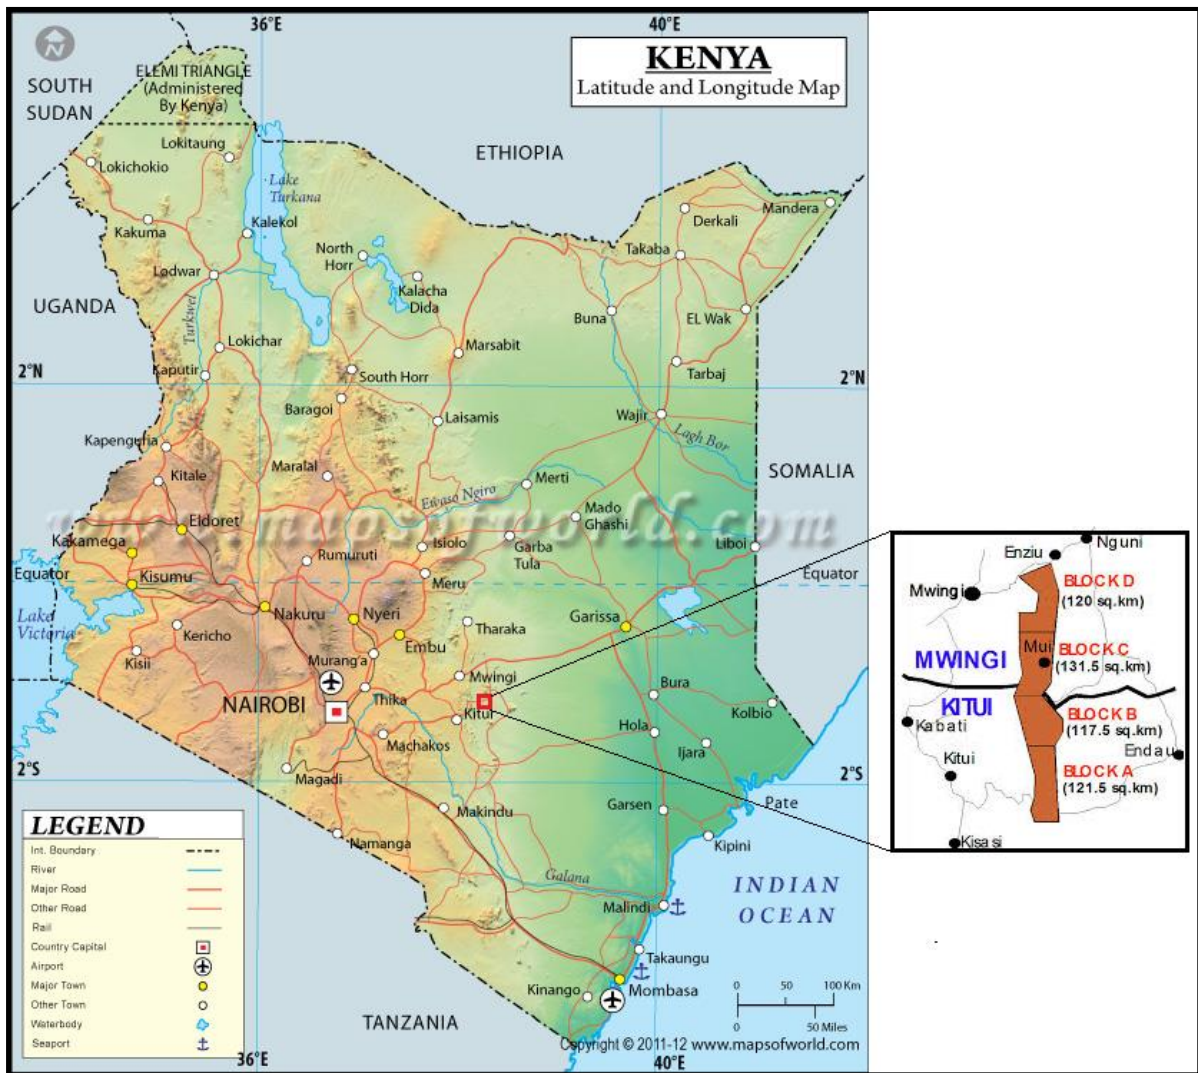 36°E
40°E
N
KENYA
Latitude and Longitude Map
SOUTH
SUDAN
ELEMI TRIANGLE
(Administered
By Kenya)
ETHIOPIA
Lokitaung
Lokichokio
Lake
Turkana
Kakuma
Kalekol
Derkali
Mandera
North
Horr
Takaba
Lodwar
Kalacha
Dida
UGANDA
Turkwel
Buna
EL Wak
Lokichar
Marsabit
2°N
Kaputir
South Horr
Tarbaj
2°N
Baragoi
Laisamis
Wajir
Lagh Bor
Kapenguria
Kitale
Maralal
Merti
SOMALIA
Ewaso Ngiro
www.mapsofworld.com
Eldoret
Mado
Ghashi
Kakamega
Rumuruti
Isiolo
Garba
Tula
Liboi
Equator
Kisumu
Meru
Equator
Lake
Victoria
Nakuru
Nyeri
Garissa
Kericho
Embu
Tharaka
Kisii
Murang'a
Mwingi
NAIROBI
Thika
Bura
Kitui
Kolbio
Machakos
Hola
Ijara
Magadi
2°S
Makindu
Garsen
Pate
Namanga
Kipini
Galana
INDIAN
OCEAN
Malindi
Takaungu
Kinango
Mombasa
TANZANIA
0 50 100 Km
0 50 Miles
Copyright © 2011-12 www.mapsofworld.com
36°E
40°E
LEGEND
Int. Boundary
River
Major Road
Other Road
Rail
Country Capital
Airport
Major Town
Other Town
Waterbody
Seaport
Enziu
Nguni
Mwingi
BLOCK D
(120 sq.km)
Mui
BLOCK C
(131.5 sq.km)
MWINGI
KITUI
BLOCK B
(117.5 sq.km)
Kabati
Endau
Kitui
BLOCK A
(121.5 sq.km)
Kisasi